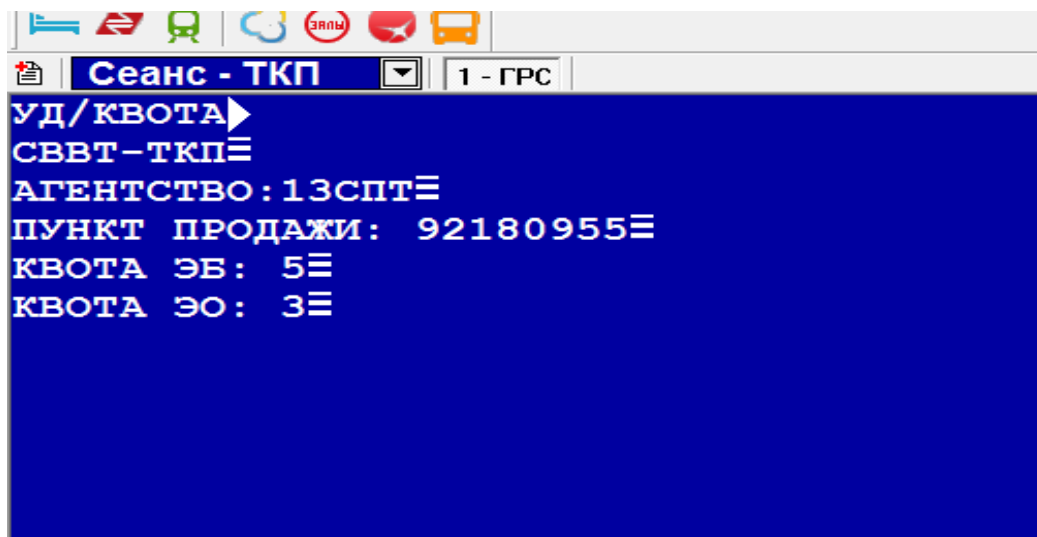 ЗАЛЫ
Сеанс - ТКП 1 - ГРС
УД/КВОТА
СВВТ-ТКП
АГЕНТСТВО:13СПТ
ПУНКТ ПРОДАЖИ: 92180955
КВОТА ЭБ: 5
КВОТА ЭО: 3